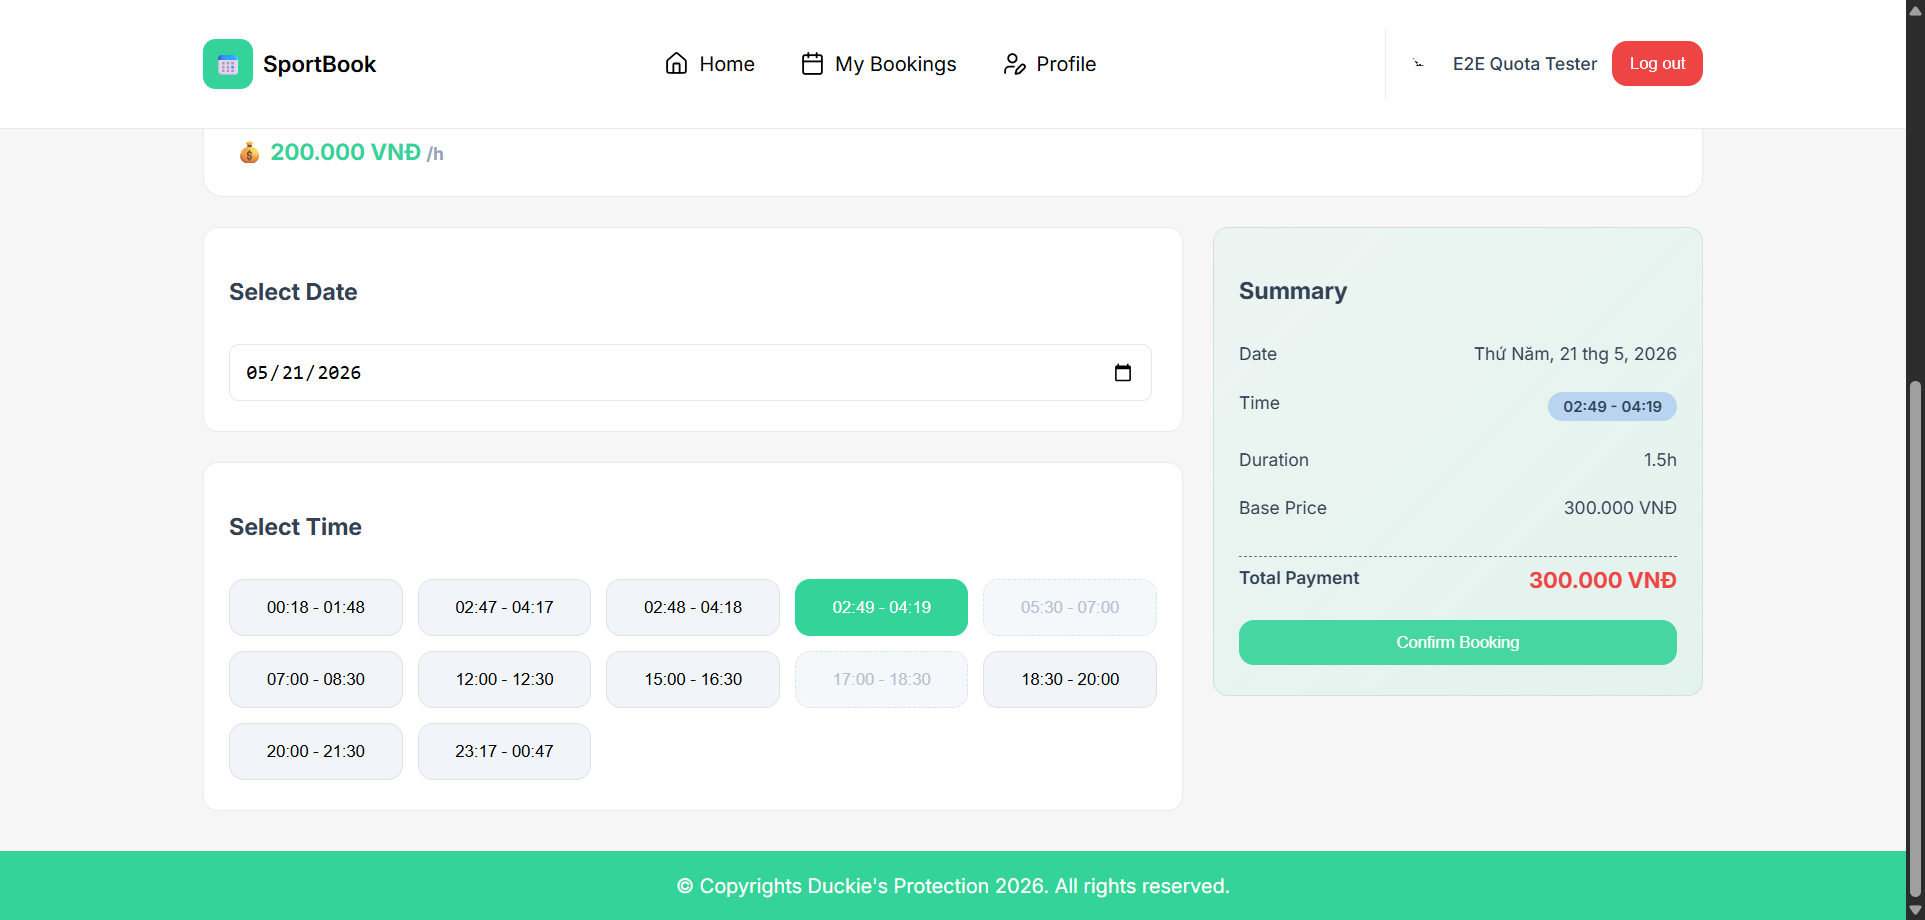 SportBook
Home
My Bookings
Profile
E2E Quota Tester
Log out
200.000 VNĐ /h
Select Date
05/21/2026
Select Time
00:18 - 01:48
02:47 - 04:17
02:48 - 04:18
02:49 - 04:19
05:30 - 07:00
07:00 - 08:30
12:00 - 12:30
15:00 - 16:30
17:00 - 18:30
18:30 - 20:00
20:00 - 21:30
23:17 - 00:47
Summary
Date Thứ Năm, 21 thg 5, 2026
Time 02:49 - 04:19
Duration 1.5h
Base Price 300.000 VNĐ
Total Payment 300.000 VNĐ
Confirm Booking
© Copyrights Duckie's Protection 2026. All rights reserved.